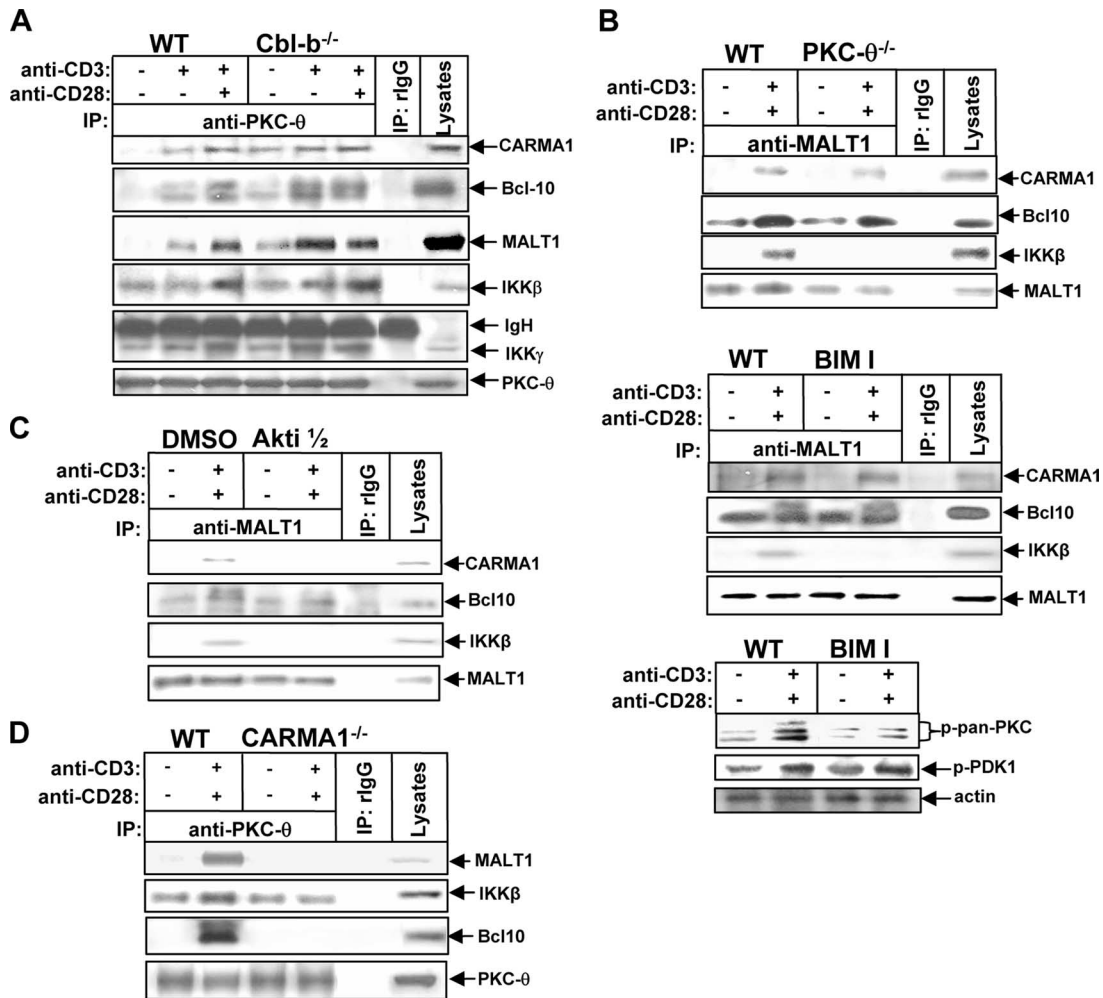 A
WT Cbl-b-/-
anti-CD3: - + + - + +
anti-CD28: - - + - - +
IP: anti-PKC-θ IP: rIgG Lysates
CARMA1
Bcl-10
MALT1
IKKβ
IgH
IKKγ
PKC-θ
B
WT PKC-θ-/-
anti-CD3: - + - +
anti-CD28: - + - +
IP: anti-MALT1 IP: rIgG Lysates
CARMA1
Bcl10
IKKβ
MALT1
WT BIM I
anti-CD3: - + - +
anti-CD28: - + - +
IP: anti-MALT1 IP: rIgG Lysates
CARMA1
Bcl10
IKKβ
MALT1
WT BIM I
anti-CD3: - + - +
anti-CD28: - + - +
p-pan-PKC
p-PDK1
actin
C
DMSO Akti ½
anti-CD3: - + - +
anti-CD28: - + - +
IP: anti-MALT1 IP: rIgG Lysates
CARMA1
Bcl10
IKKβ
MALT1
D
WT CARMA1-/-
anti-CD3: - + - +
anti-CD28: - + - +
IP: anti-PKC-θ IP: rIgG Lysates
MALT1
IKKβ
Bcl10
PKC-θ